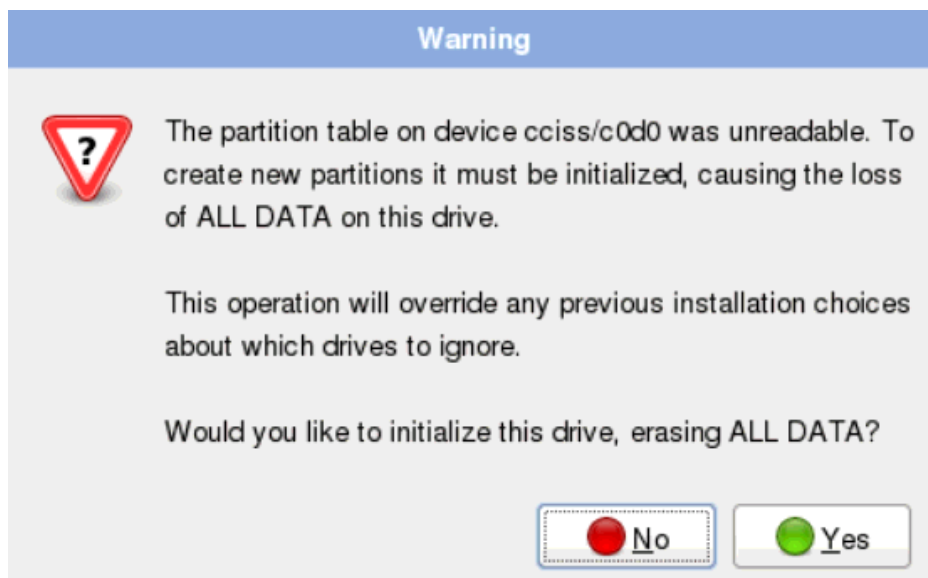 Warning
?
The partition table on device cciss/c0d0 was unreadable. To
create new partitions it must be initialized, causing the loss
of ALL DATA on this drive.
This operation will override any previous installation choices
about which drives to ignore.
Would you like to initialize this drive, erasing ALL DATA?
No
Yes